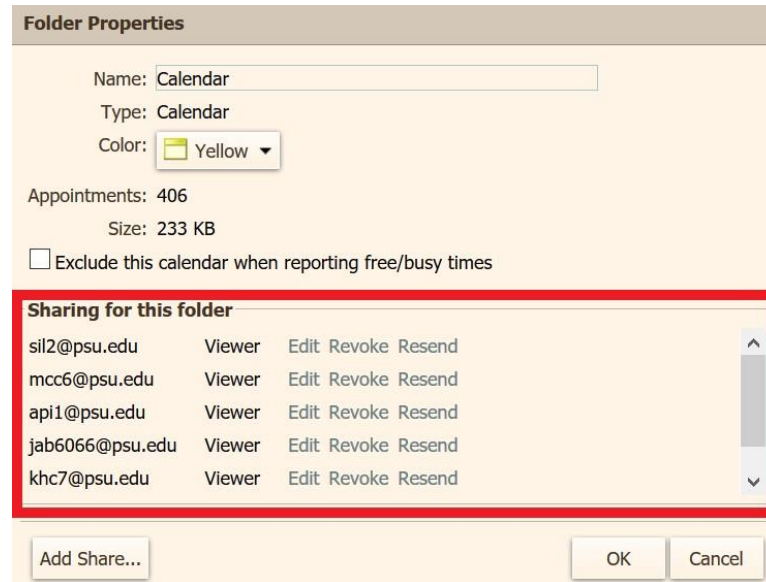 Folder Properties
Name: Calendar
Type: Calendar
Color: Yellow
Appointments: 406
Size: 233 KB
Exclude this calendar when reporting free/busy times
Sharing for this folder
sil2@psu.edu Viewer Edit Revoke Resend
mcc6@psu.edu Viewer Edit Revoke Resend
api1@psu.edu Viewer Edit Revoke Resend
jab6066@psu.edu Viewer Edit Revoke Resend
khc7@psu.edu Viewer Edit Revoke Resend
Add Share... OK Cancel